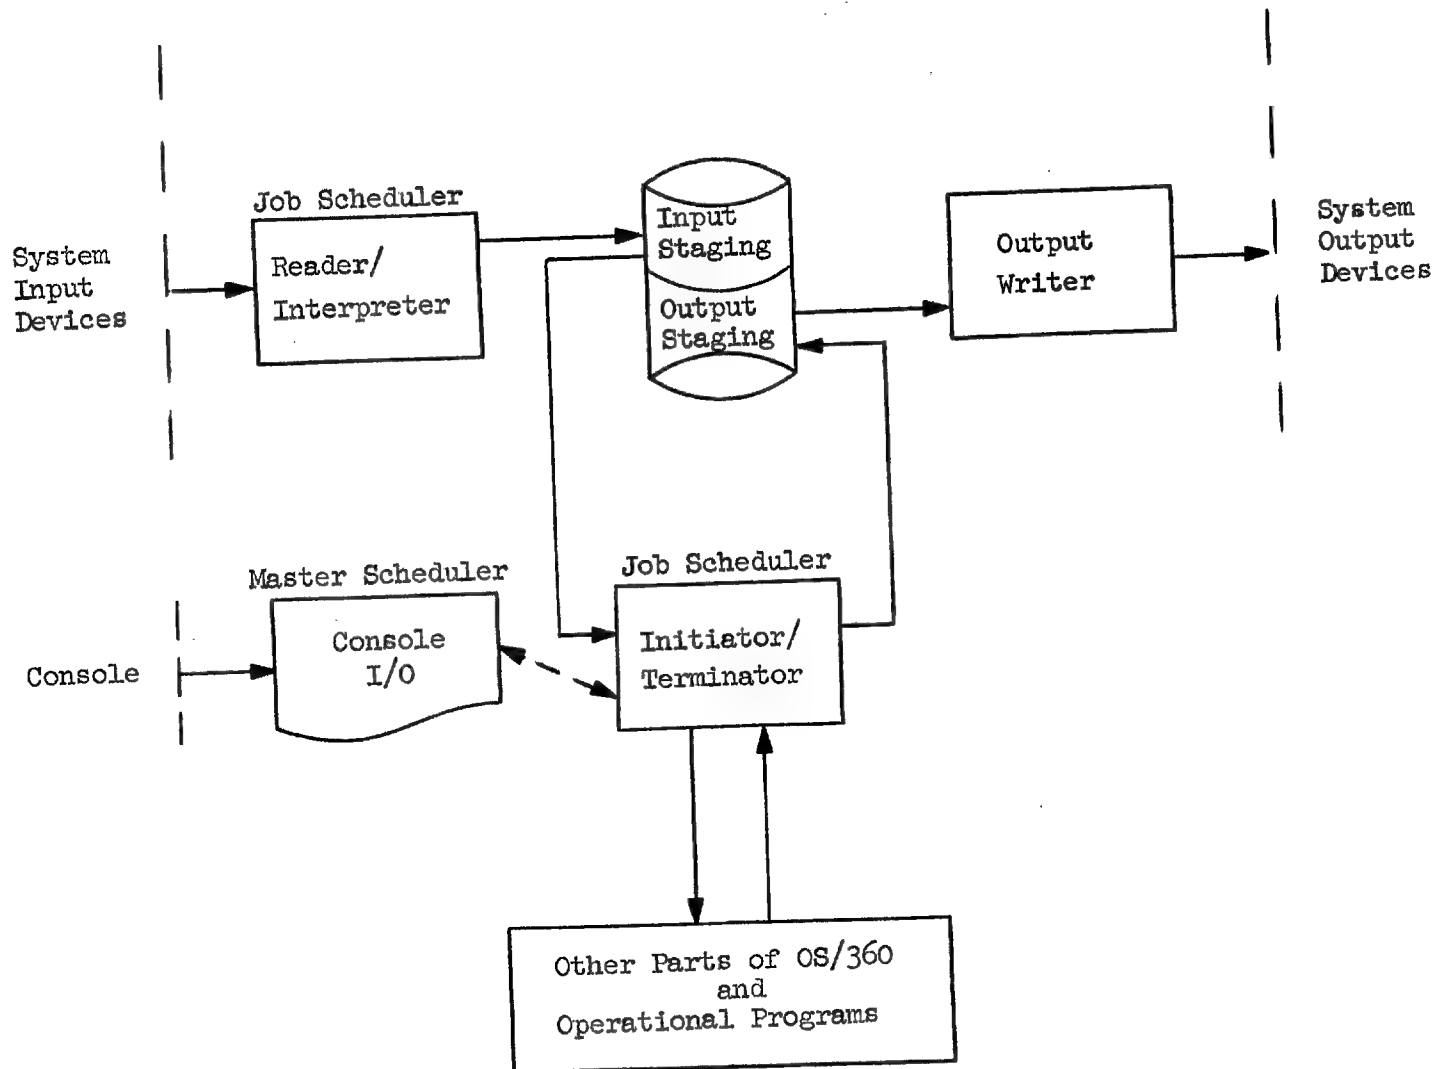 Job Scheduler
System
Input
Devices
Reader/
Interpreter
Input
Staging
Output
Staging
Output
Writer
System
Output
Devices
Master Scheduler
Job Scheduler
Console
Console
I/O
Initiator/
Terminator
Other Parts of OS/360
and
Operational Programs